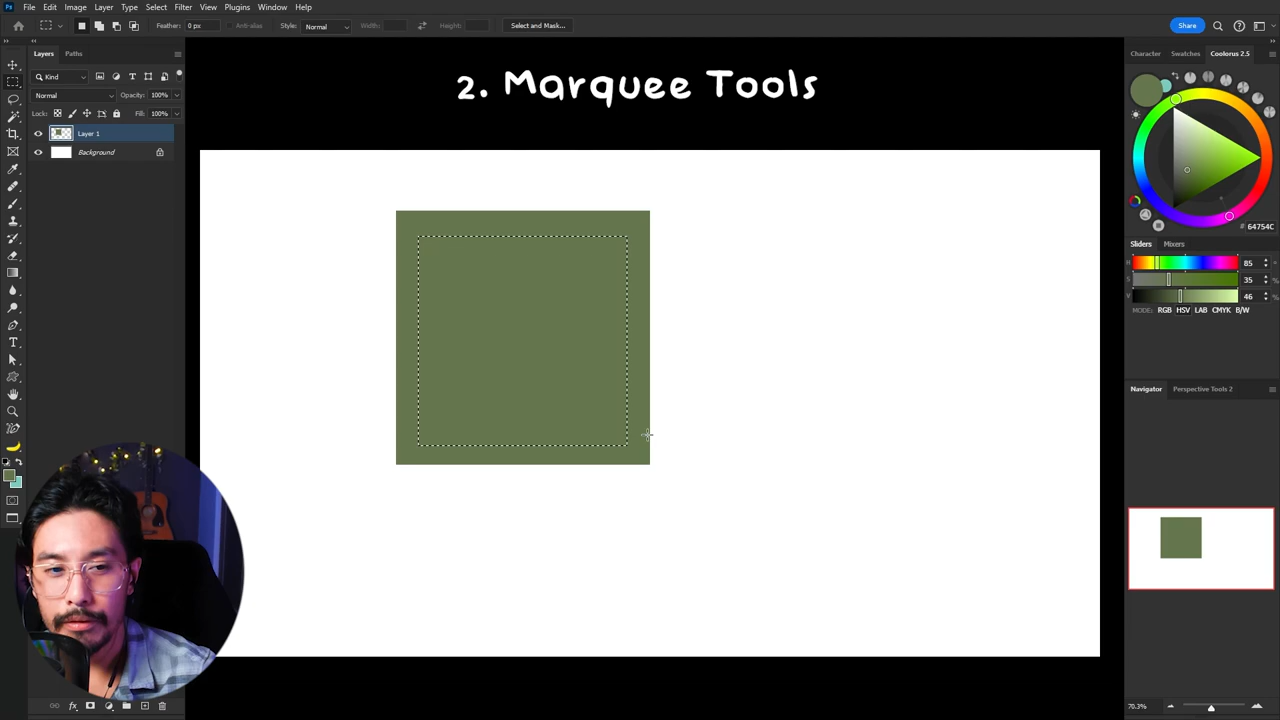 Ps File Edit Image Layer Type Select Filter View Plugins Window Help
Feather: 0 px Anti-alias Style: Normal Width: Height: Select and Mask... Share
Layers Paths
Kind
Normal Opacity: 100%
Lock: Fill: 100%
Layer 1
Background
2. Marquee Tools
Character Swatches Coolorus 2.5
# 64754C
Sliders Mixers
H 85 °
S 35 %
V 46 %
MODE: RGB HSV LAB CMYK B/W
Navigator Perspective Tools 2
70.3%